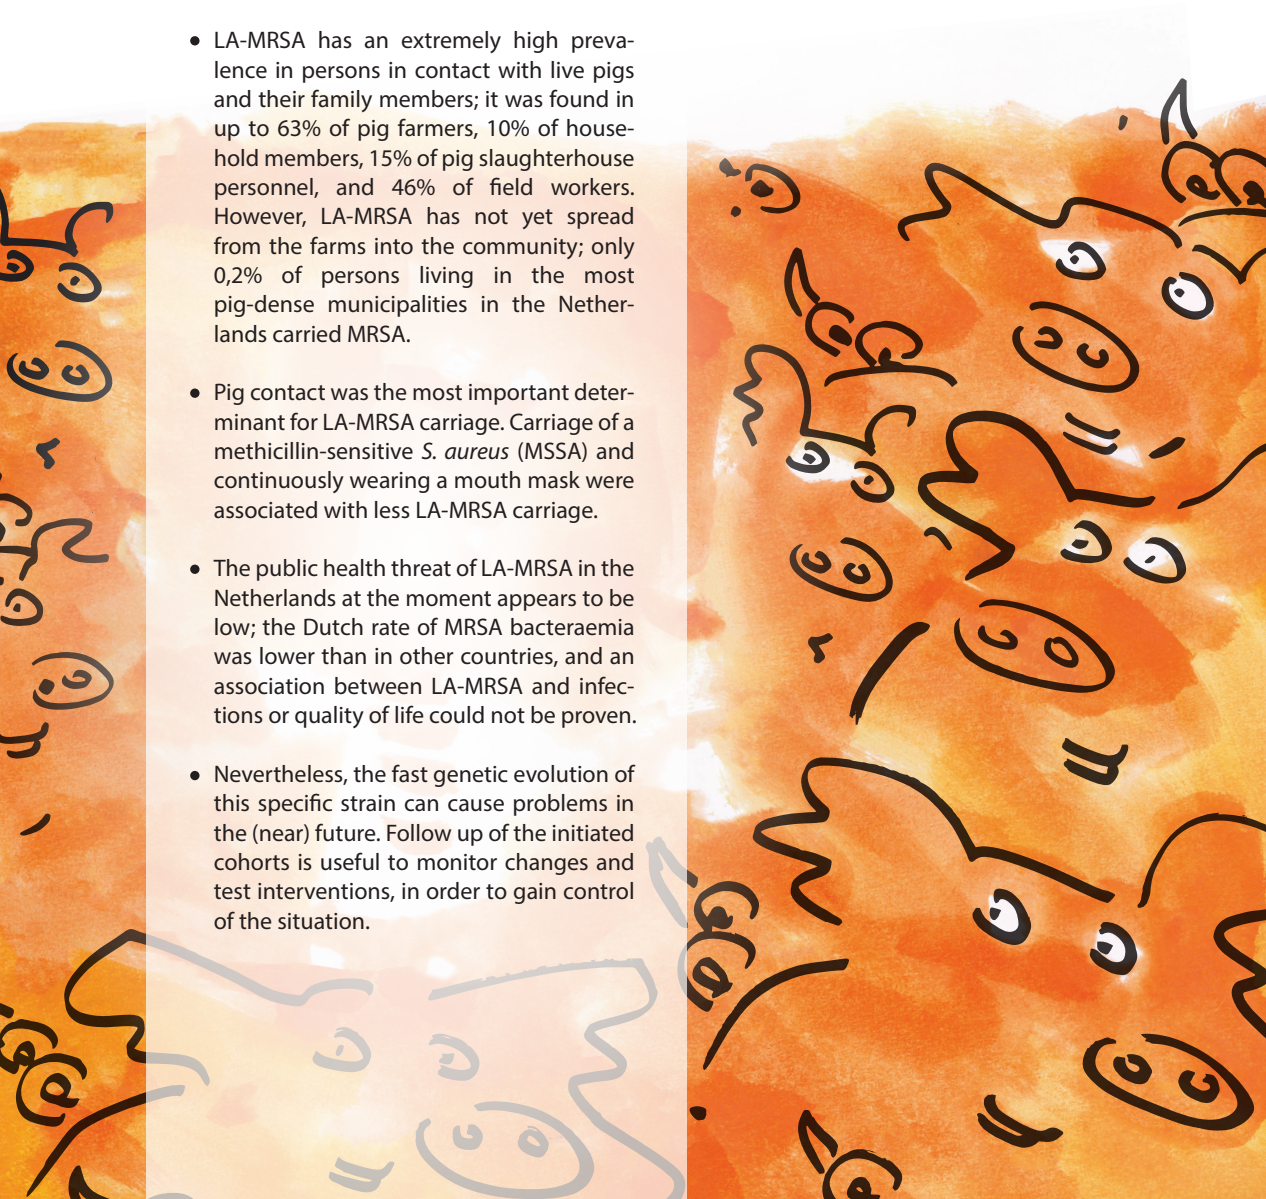 • LA-MRSA has an extremely high preva-
lence in persons in contact with live pigs
and their family members; it was found in
up to 63% of pig farmers, 10% of house-
hold members, 15% of pig slaughterhouse
personnel, and 46% of field workers.
However, LA-MRSA has not yet spread
from the farms into the community; only
0,2% of persons living in the most
pig-dense municipalities in the Nether-
lands carried MRSA.
• Pig contact was the most important deter-
minant for LA-MRSA carriage. Carriage of a
methicillin-sensitive S. aureus (MSSA) and
continuously wearing a mouth mask were
associated with less LA-MRSA carriage.
• The public health threat of LA-MRSA in the
Netherlands at the moment appears to be
low; the Dutch rate of MRSA bacteraemia
was lower than in other countries, and an
association between LA-MRSA and infec-
tions or quality of life could not be proven.
• Nevertheless, the fast genetic evolution of
this specific strain can cause problems in
the (near) future. Follow up of the initiated
cohorts is useful to monitor changes and
test interventions, in order to gain control
of the situation.